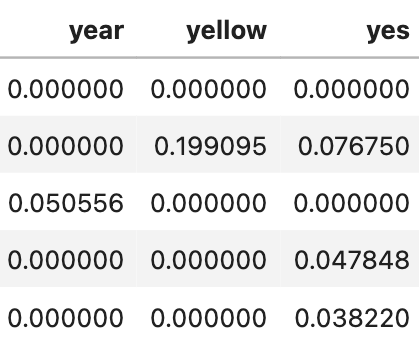 year yellow yes
0.000000 0.000000 0.000000
0.000000 0.199095 0.076750
0.050556 0.000000 0.000000
0.000000 0.000000 0.047848
0.000000 0.000000 0.038220